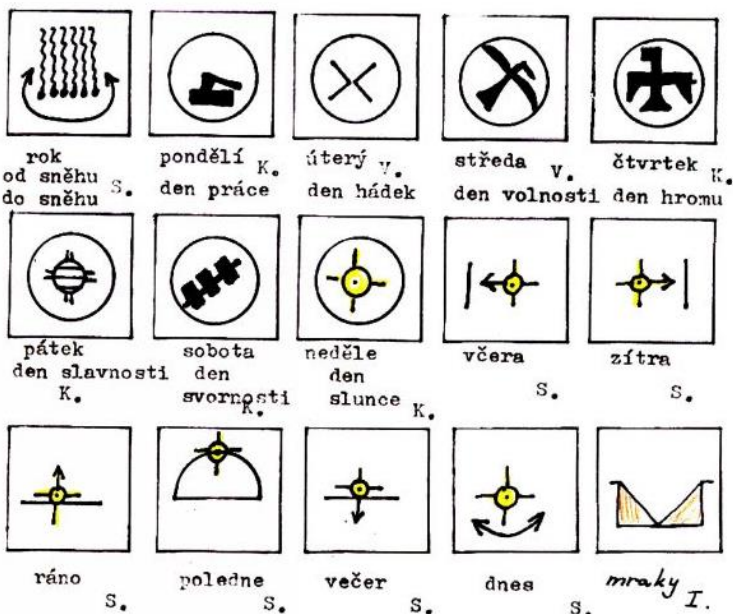 rok
od sněhu
do sněhu S.
pondělí K.
den práce
úterý V.
den hádek
středa V.
den volnosti
čtvrtek K.
den hromu
pátek
den slavnosti
K.
sobota
den
svornosti
K.
neděle
den
slunce K.
včera
S.
zítra
S.
ráno
S.
poledne
S.
večer
S.
dnes
S.
mraky I.